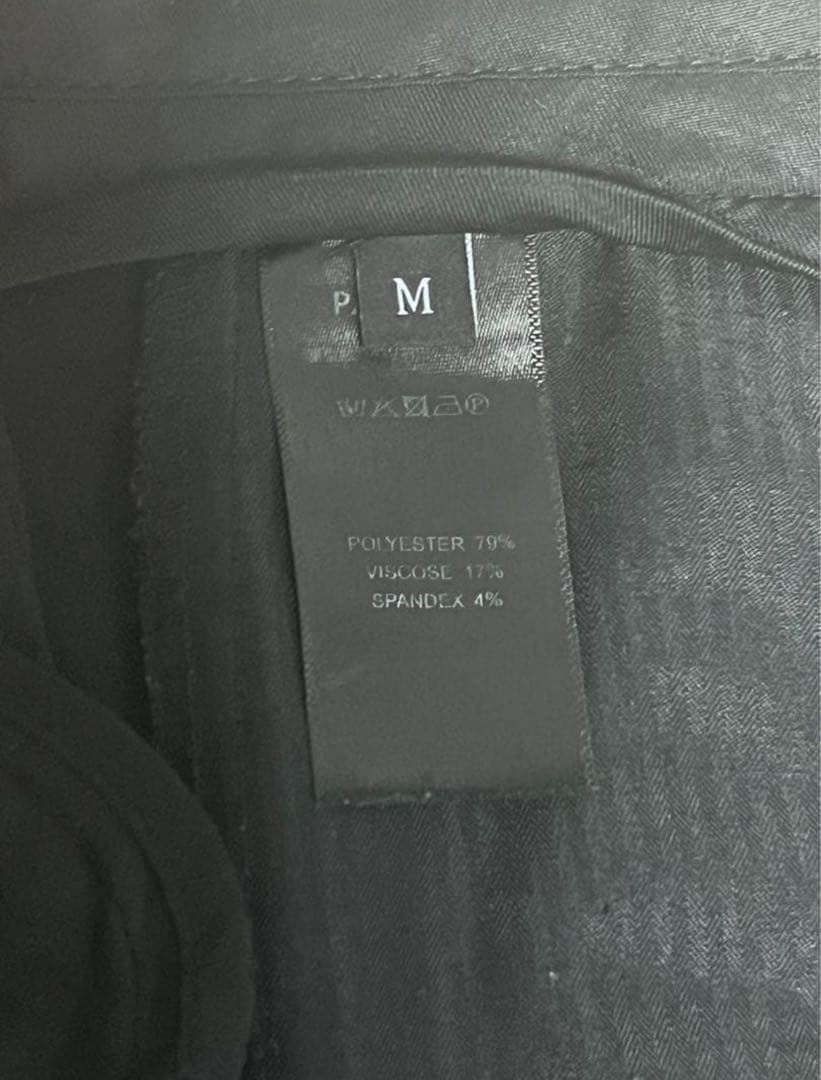 P. M
POLYESTER 79%
VISCOSE 17%
SPANDEX 4%